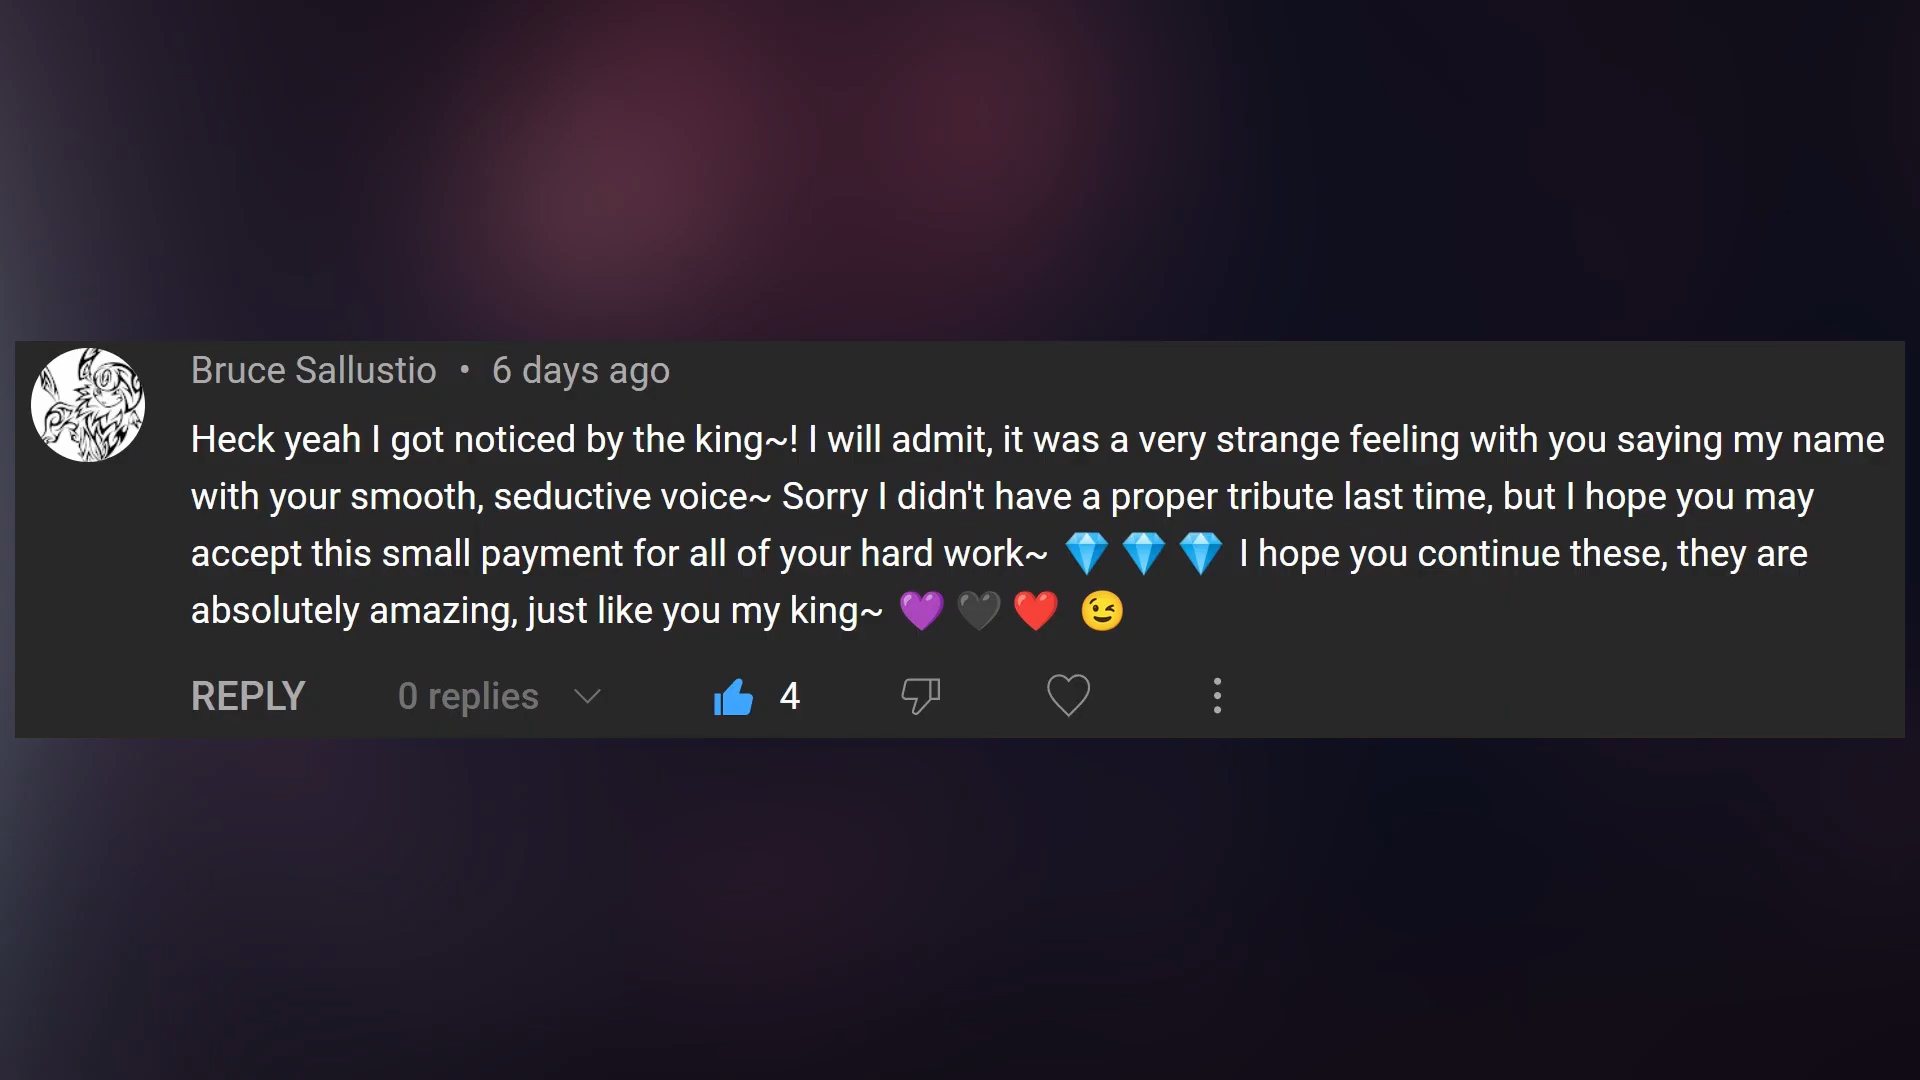 Bruce Sallustio • 6 days ago
Heck yeah I got noticed by the king~! I will admit, it was a very strange feeling with you saying my name
with your smooth, seductive voice~ Sorry I didn't have a proper tribute last time, but I hope you may
accept this small payment for all of your hard work~ 💎💎💎 I hope you continue these, they are
absolutely amazing, just like you my king~ 💜🖤❤️ 😉
REPLY 0 replies 4